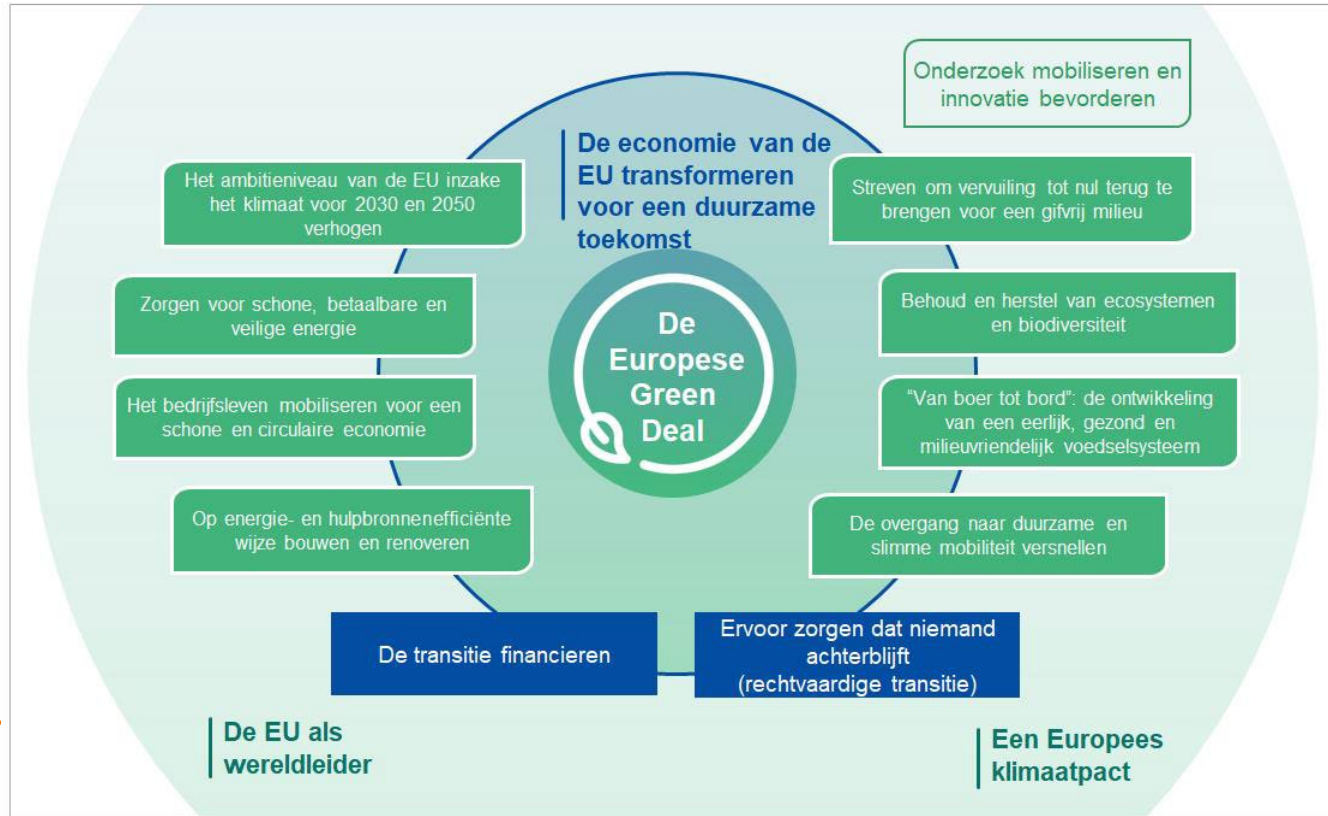 Onderzoek mobiliseren en
innovatie bevorderen
De economie van de
EU transformeren
voor een duurzame
toekomst
Het ambitieniveau van de EU inzake
het klimaat voor 2030 en 2050
verhogen
Zorgen voor schone, betaalbare en
veilige energie
Het bedrijfsleven mobiliseren voor een
schone en circulaire economie
Op energie- en hulpbronnenefficiënte
wijze bouwen en renoveren
De
Europese
Green
Deal
Streven om vervuiling tot nul terug te
brengen voor een gifvrij milieu
Behoud en herstel van ecosystemen
en biodiversiteit
“Van boer tot bord”: de ontwikkeling
van een eerlijk, gezond en
milieuvriendelijk voedselsysteem
De overgang naar duurzame en
slimme mobiliteit versnellen
De transitie financieren
Ervoor zorgen dat niemand
achterblijft
(rechtvaardige transitie)
De EU als
wereldleider
Een Europees
klimaatpact